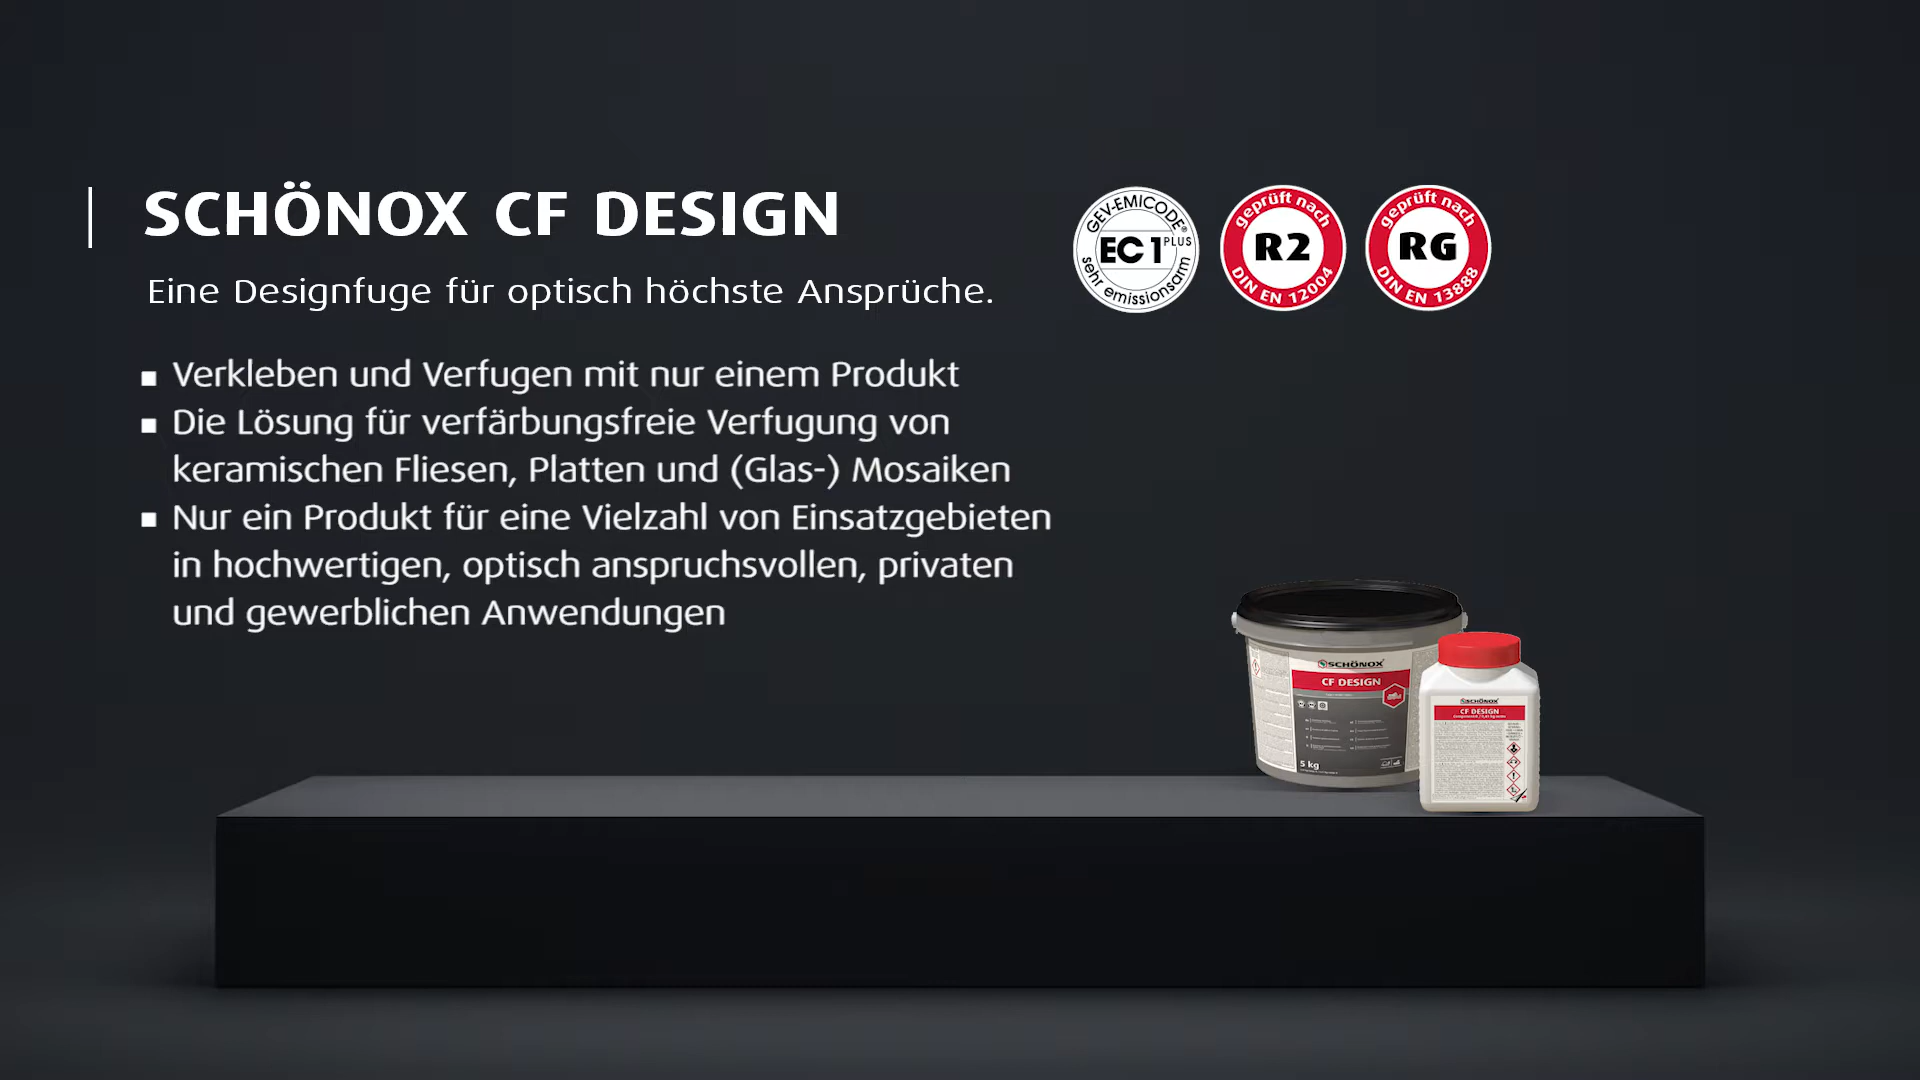 SCHÖNOX CF DESIGN
Eine Designfuge für optisch höchste Ansprüche.
GEV-EMICODE®
EC 1 PLUS
sehr emissionsarm
geprüft nach
R2
DIN EN 12004
geprüft nach
RG
DIN EN 13888
▪ Verkleben und Verfugen mit nur einem Produkt
▪ Die Lösung für verfärbungsfreie Verfugung von
keramischen Fliesen, Platten und (Glas-) Mosaiken
▪ Nur ein Produkt für eine Vielzahl von Einsatzgebieten
in hochwertigen, optisch anspruchsvollen, privaten
und gewerblichen Anwendungen
SCHÖNOX
CF DESIGN
5 kg
SCHÖNOX
CF DESIGN